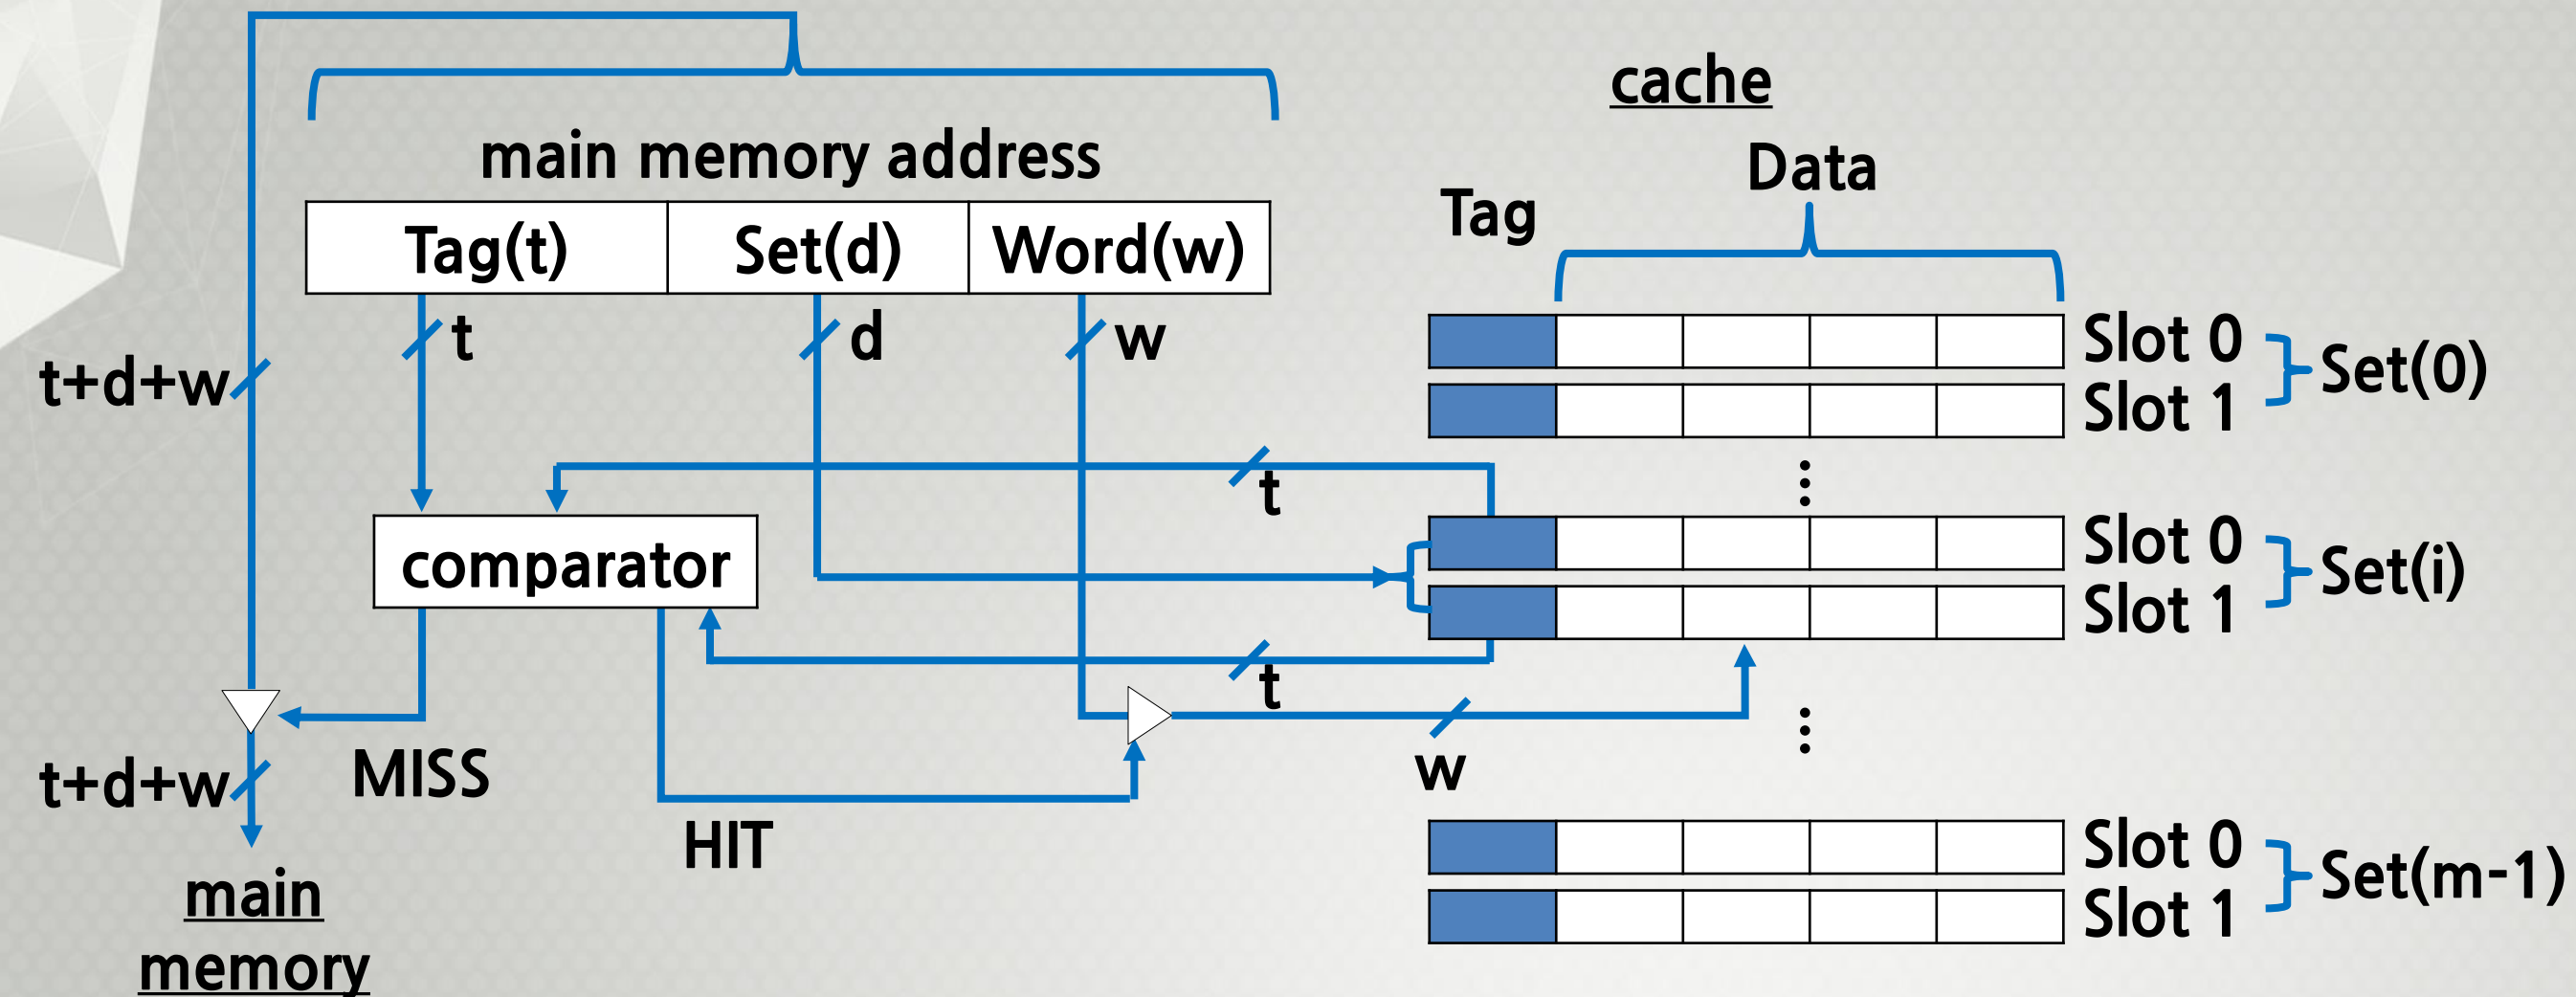 cache
main memory address
Data
Tag
Tag(t) Set(d) Word(w)
t d w
t+d+w
Slot 0
Slot 1
Set(0)
t
⋮
comparator
Slot 0
Slot 1
Set(i)
t
⋮
w
t+d+w
MISS
HIT
Slot 0
Slot 1
Set(m-1)
main
memory